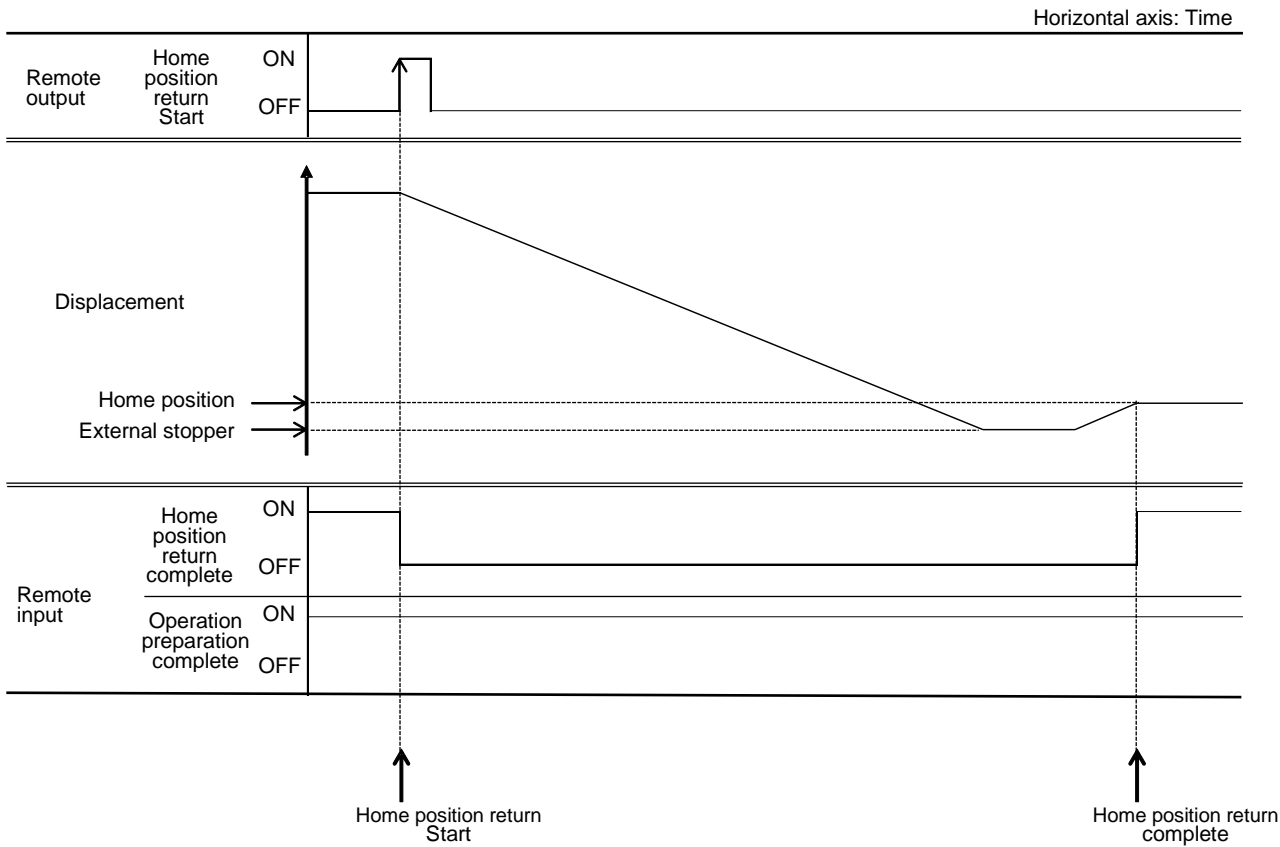 Horizontal axis: Time
Remote
output
Home
position
return
Start
ON
OFF
Displacement
Home position
External stopper
Remote
input
Home
position
return
complete
ON
OFF
Operation
preparation
complete
ON
OFF
Home position return
Start
Home position return
complete